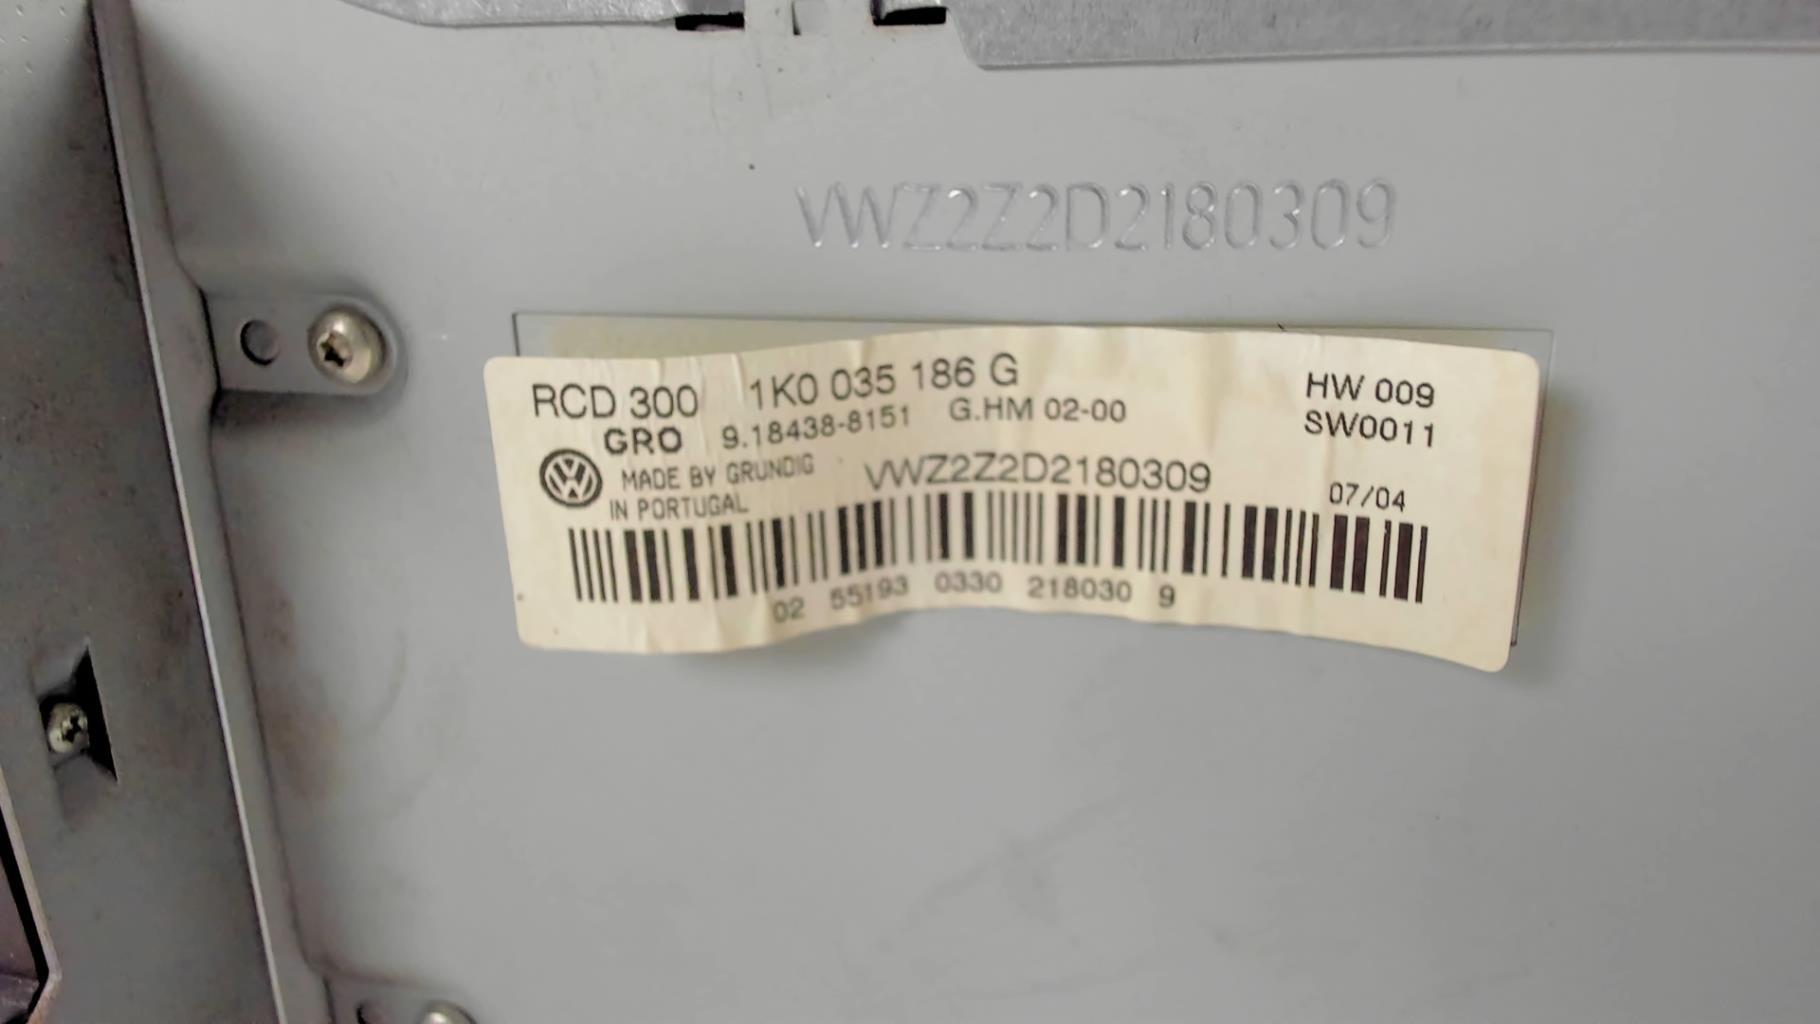 VWZ2Z2D2180309
RCD 300 1K0 035 186 G HW 009
GRO 9.18438-8151 G.HM 02-00 SW0011
MADE BY GRUNDIG VWZ2Z2D2180309 07/04
IN PORTUGAL
02 55193 0330 218030 9